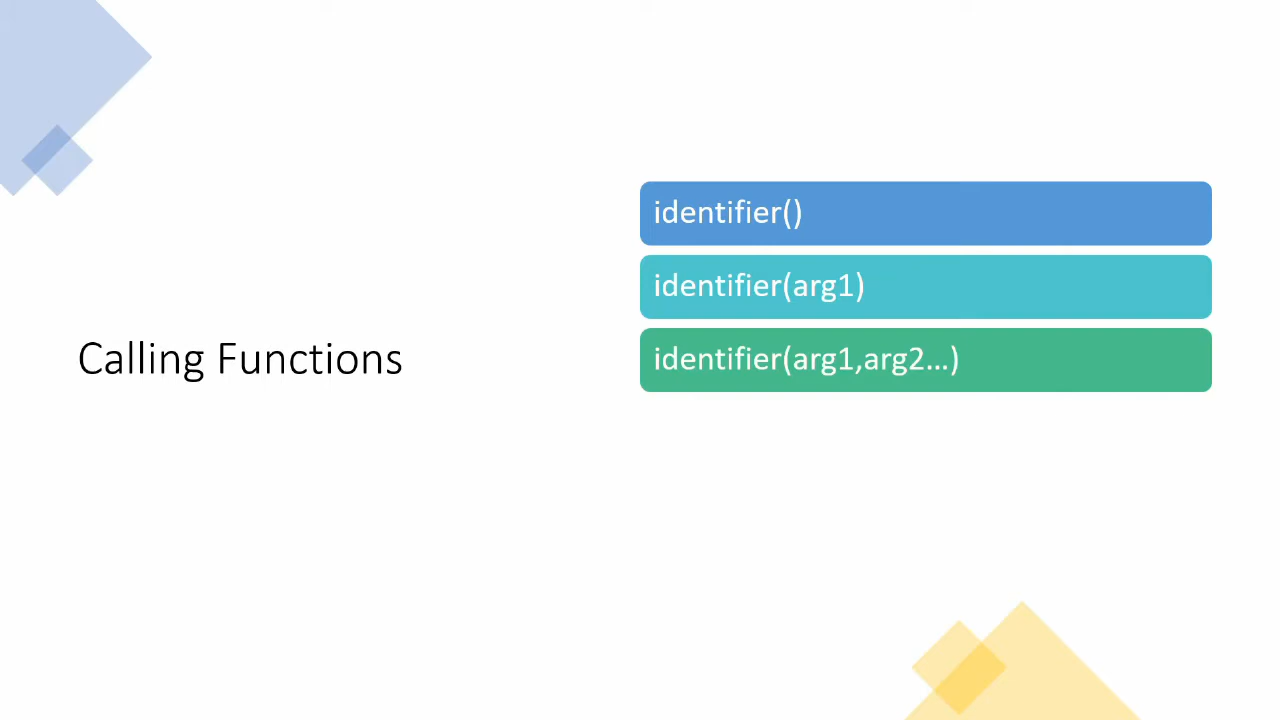 Calling Functions
identifier()
identifier(arg1)
identifier(arg1,arg2…)